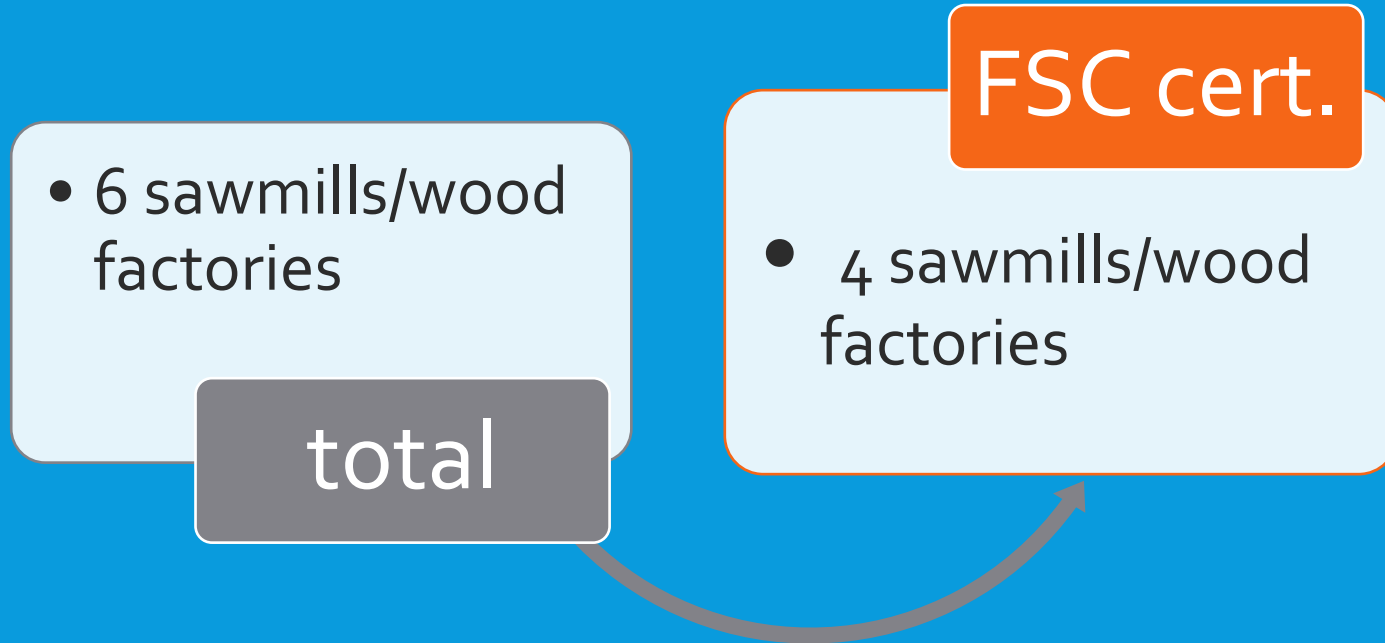 • 6 sawmills/wood
factories
total
FSC cert.
• 4 sawmills/wood
factories